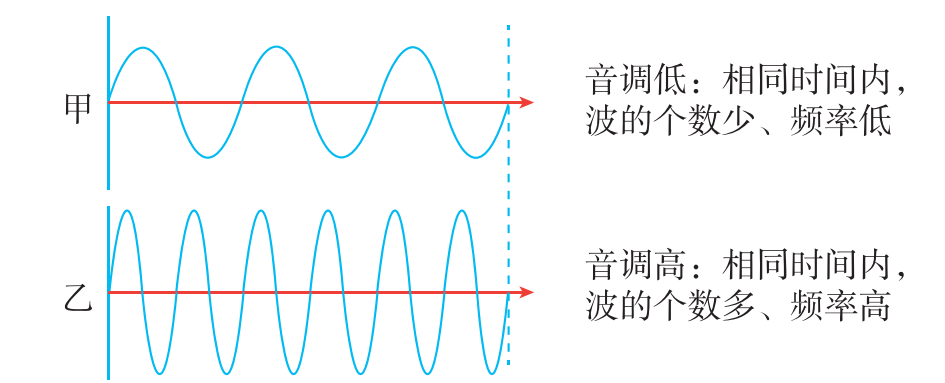 甲
音调低：相同时间内，
波的个数少、频率低
乙
音调高：相同时间内，
波的个数多、频率高